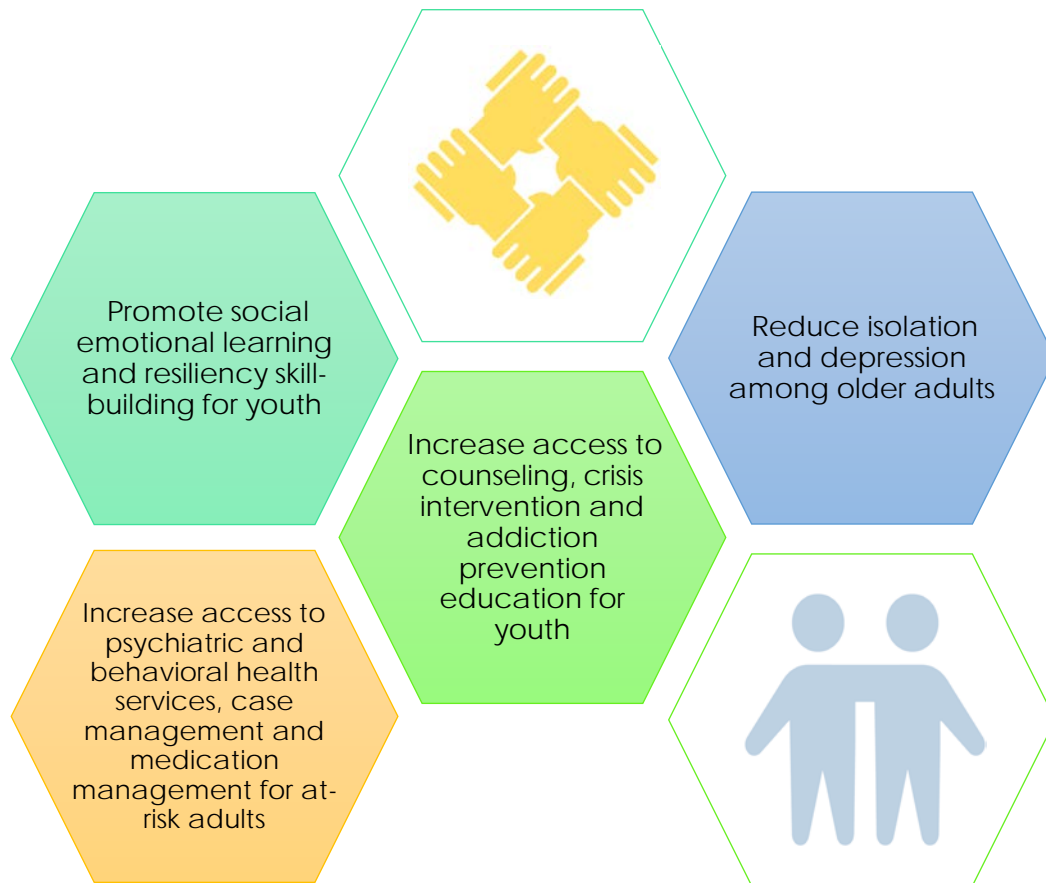 Promote social
emotional learning
and resiliency skill-
building for youth
Reduce isolation
and depression
among older adults
Increase access to
counseling, crisis
intervention and
addiction
prevention
education for
youth
Increase access to
psychiatric and
behavioral health
services, case
management and
medication
management for at-
risk adults